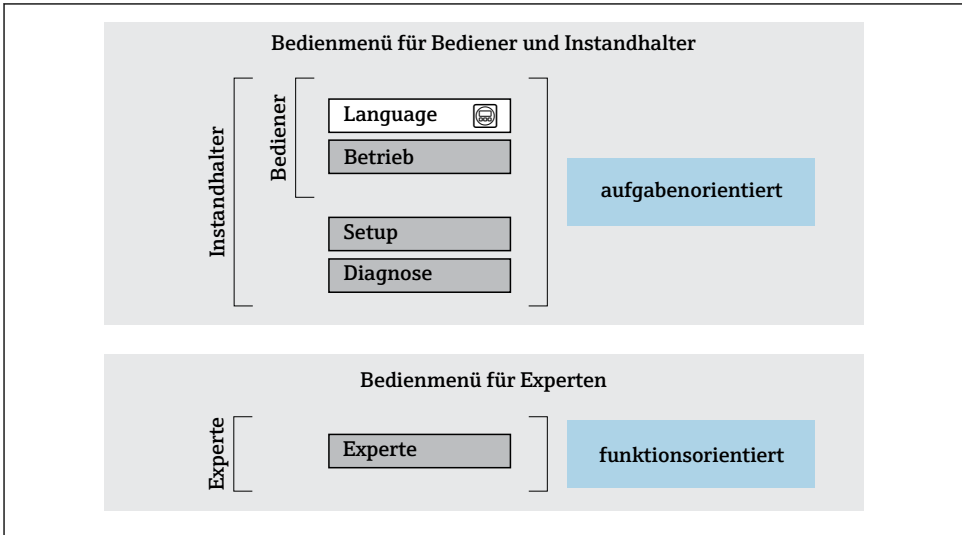 Bedienmenü für Bediener und Instandhalter
Instandhalter
Bediener
Language
Betrieb
Setup
Diagnose
aufgabenorientiert
Bedienmenü für Experten
Experte
Experte
funktionsorientiert